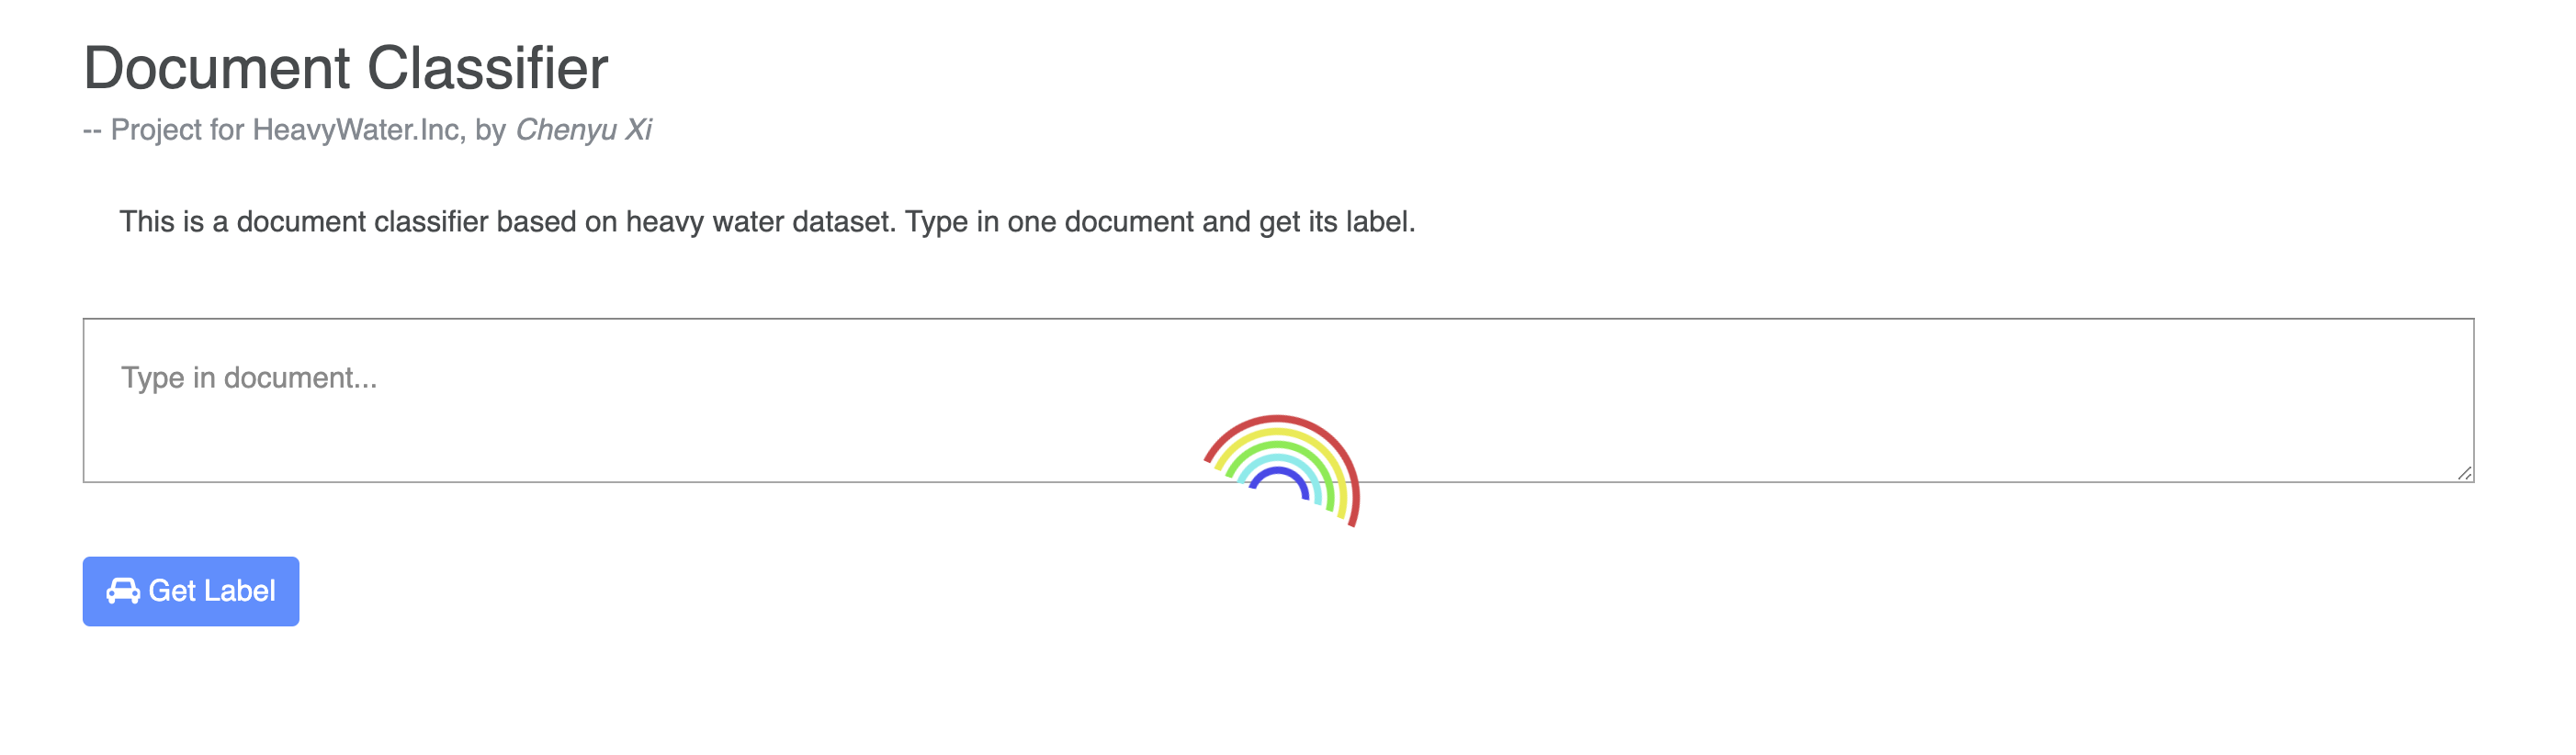 Document Classifier
-- Project for HeavyWater.Inc, by Chenyu Xi
This is a document classifier based on heavy water dataset. Type in one document and get its label.
Type in document...
Get Label